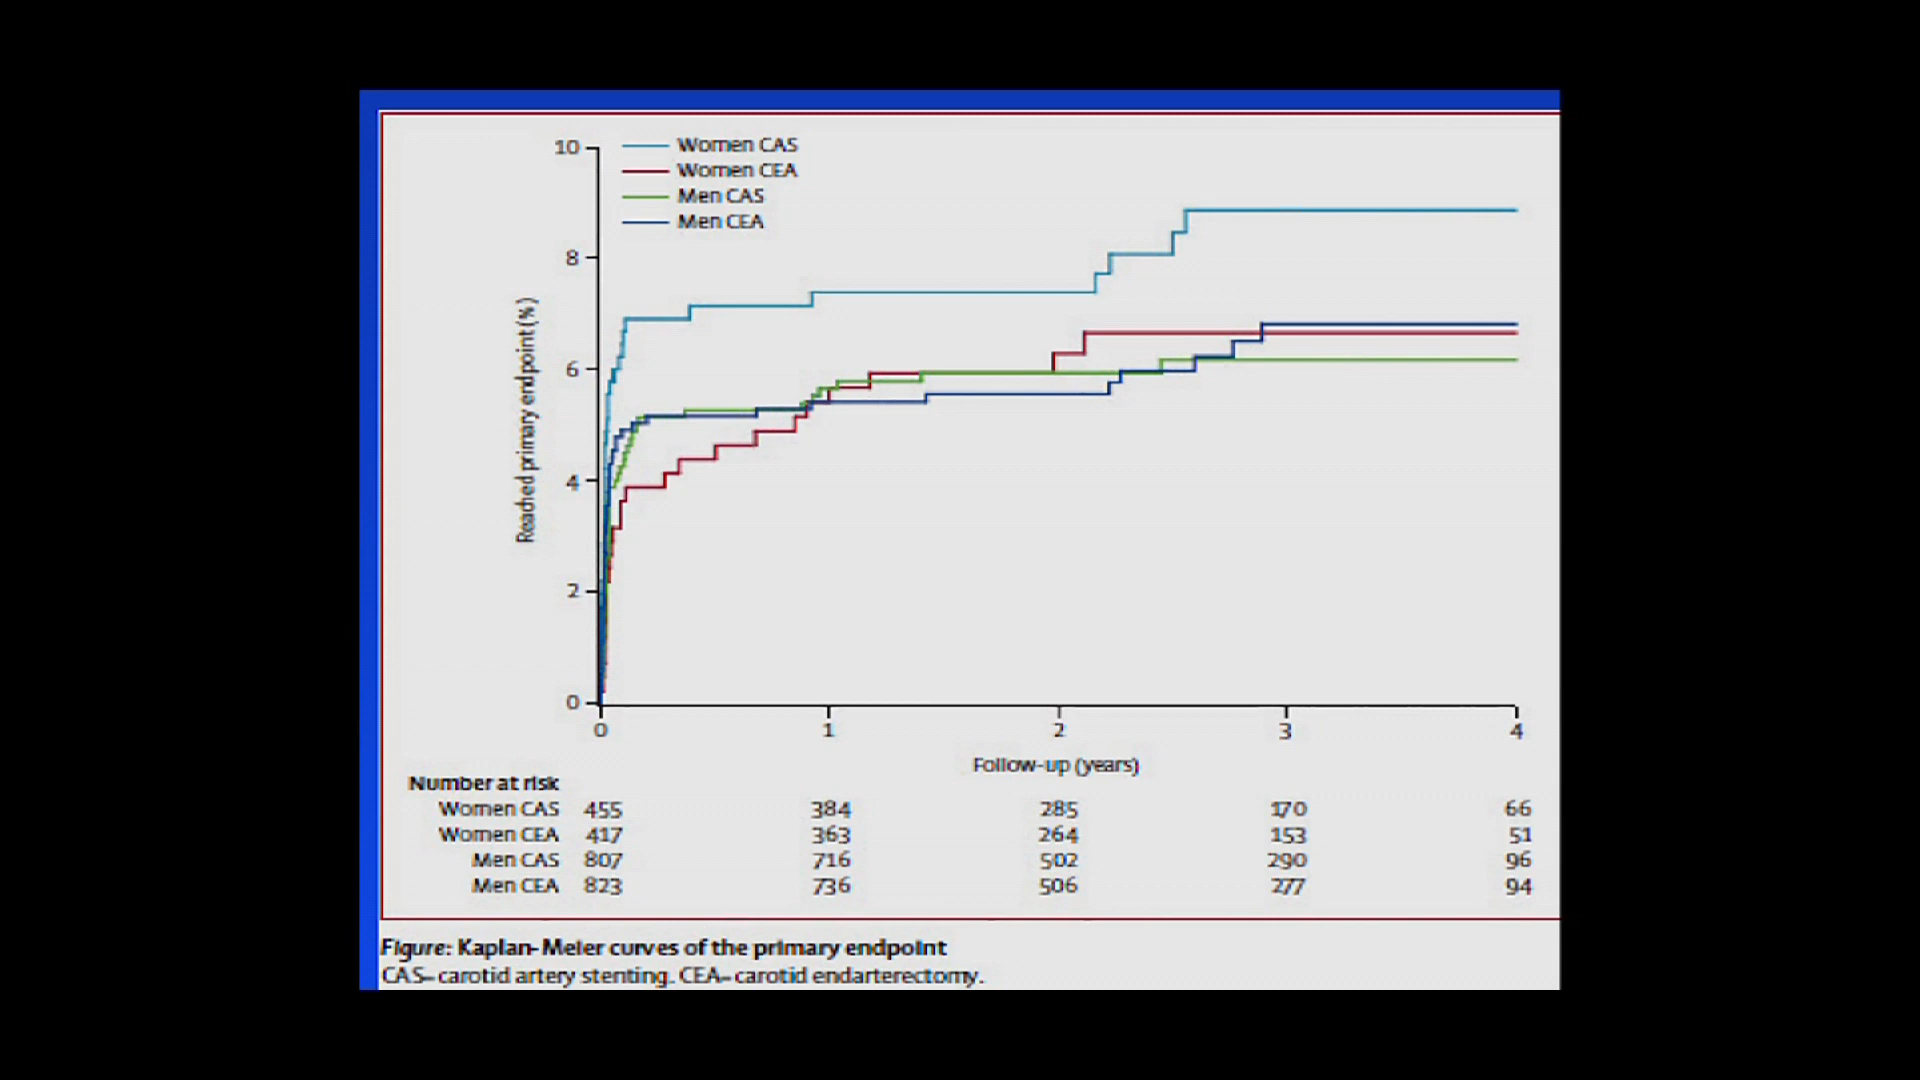 10
Women CAS
Women CEA
Men CAS
Men CEA
8
6
4
2
0
Reached primary endpoint (%)
0 1 2 3 4
Follow-up (years)
Number at risk
Women CAS 455 384 285 170 66
Women CEA 417 363 264 153 51
Men CAS 807 716 502 290 96
Men CEA 823 736 506 277 94
Figure: Kaplan-Meier curves of the primary endpoint
CAS=carotid artery stenting. CEA=carotid endarterectomy.